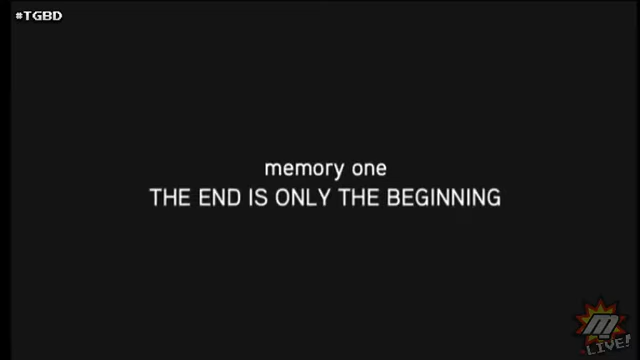 #TGBD
memory one
THE END IS ONLY THE BEGINNING
M
LIVE!